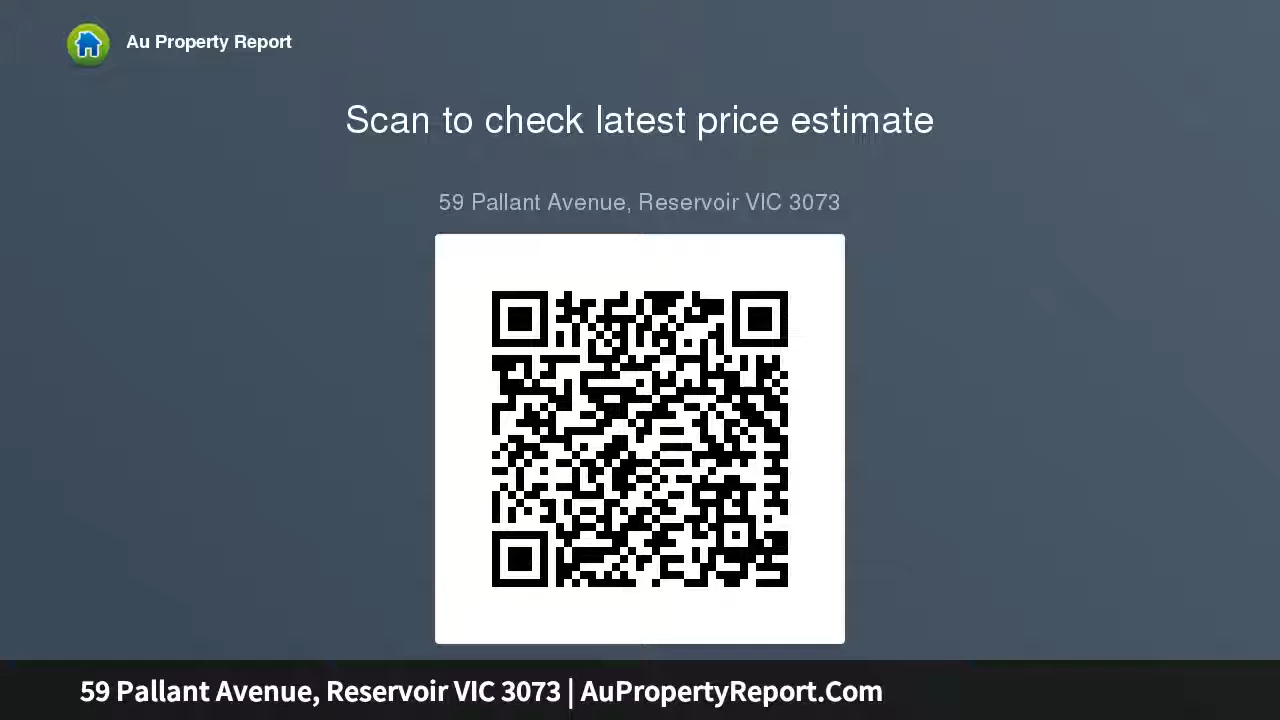 Au Property Report
Scan to check latest price estimate
59 Pallant Avenue, Reservoir VIC 3073
59 Pallant Avenue, Reservoir VIC 3073 | AuPropertyReport.Com